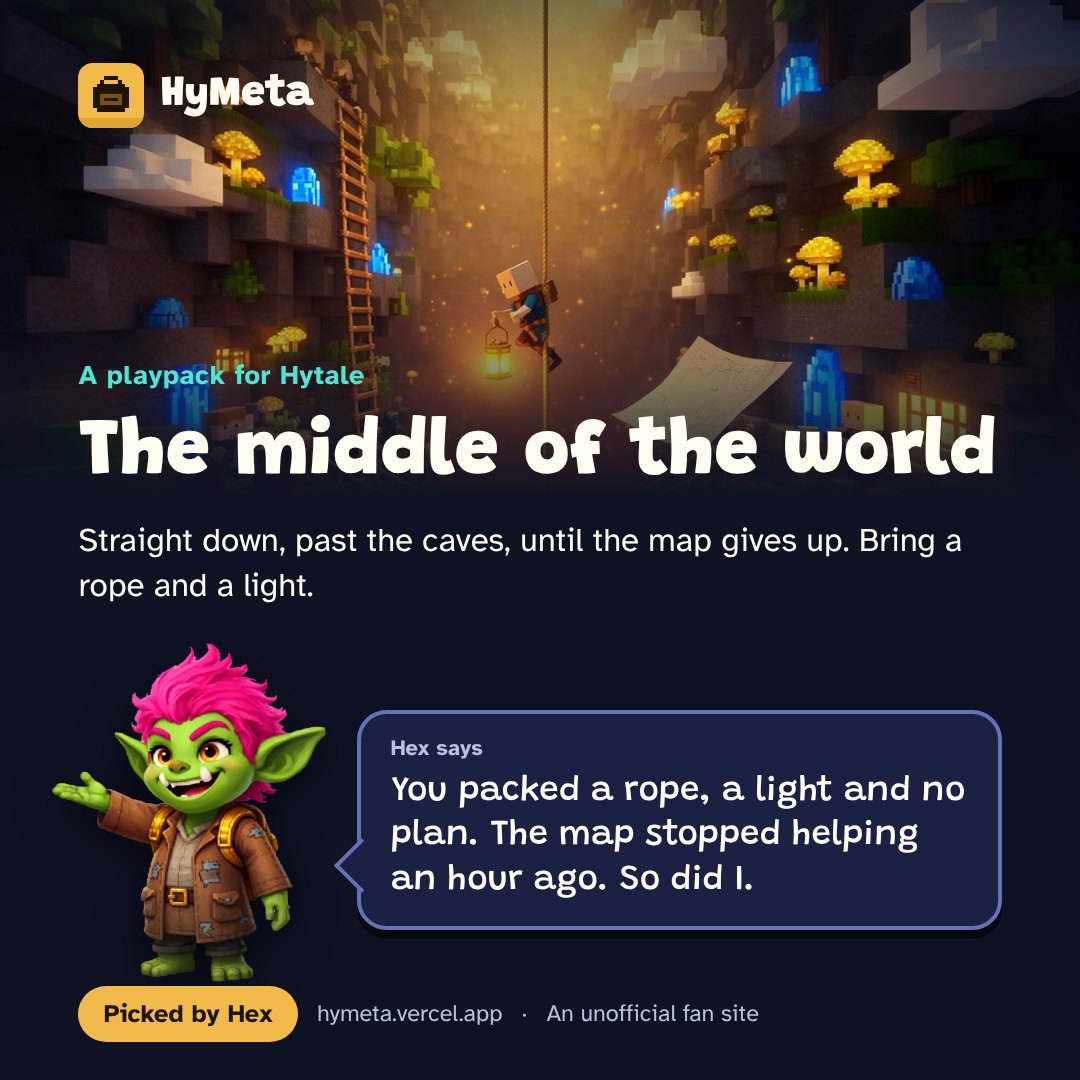 HyMeta
A playpack for Hytale
The middle of the world
Straight down, past the caves, until the map gives up. Bring a
rope and a light.
Hex says
You packed a rope, a light and no
plan. The map stopped helping
an hour ago. So did I.
Picked by Hex
hymeta.vercel.app · An unofficial fan site